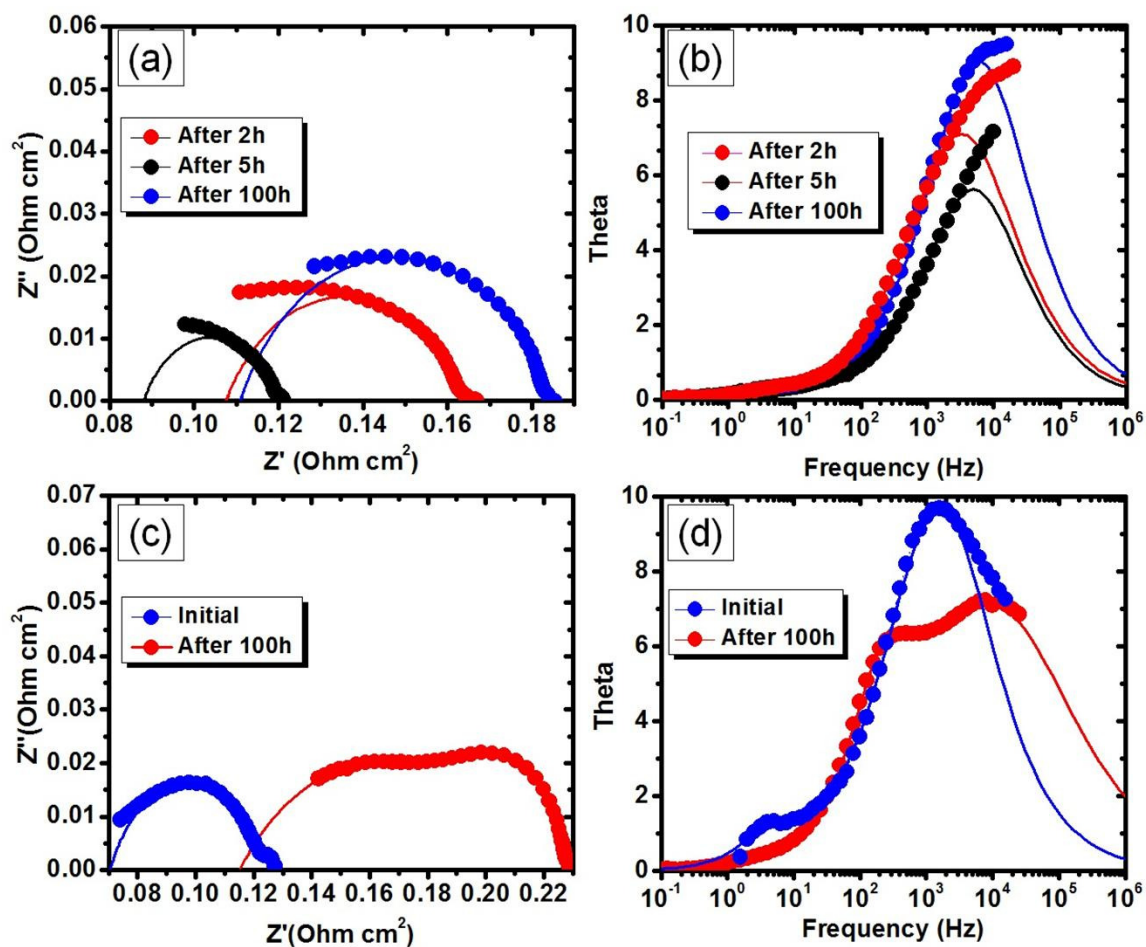 (a)
0.06
0.05
0.04
0.03
0.02
0.01
0.00
Z'' (Ohm cm²)
After 2h
After 5h
After 100h
0.08 0.10 0.12 0.14 0.16 0.18
Z' (Ohm cm²)
(b)
10
8
6
4
2
0
Theta
After 2h
After 5h
After 100h
10⁻¹ 10⁰ 10¹ 10² 10³ 10⁴ 10⁵ 10⁶
Frequency (Hz)
(c)
0.07
0.06
0.05
0.04
0.03
0.02
0.01
0.00
Z''(Ohm cm²)
Initial
After 100h
0.08 0.10 0.12 0.14 0.16 0.18 0.20 0.22
Z'(Ohm cm²)
(d)
10
8
6
4
2
0
Theta
Initial
After 100h
10⁻¹ 10⁰ 10¹ 10² 10³ 10⁴ 10⁵ 10⁶
Frequency (Hz)